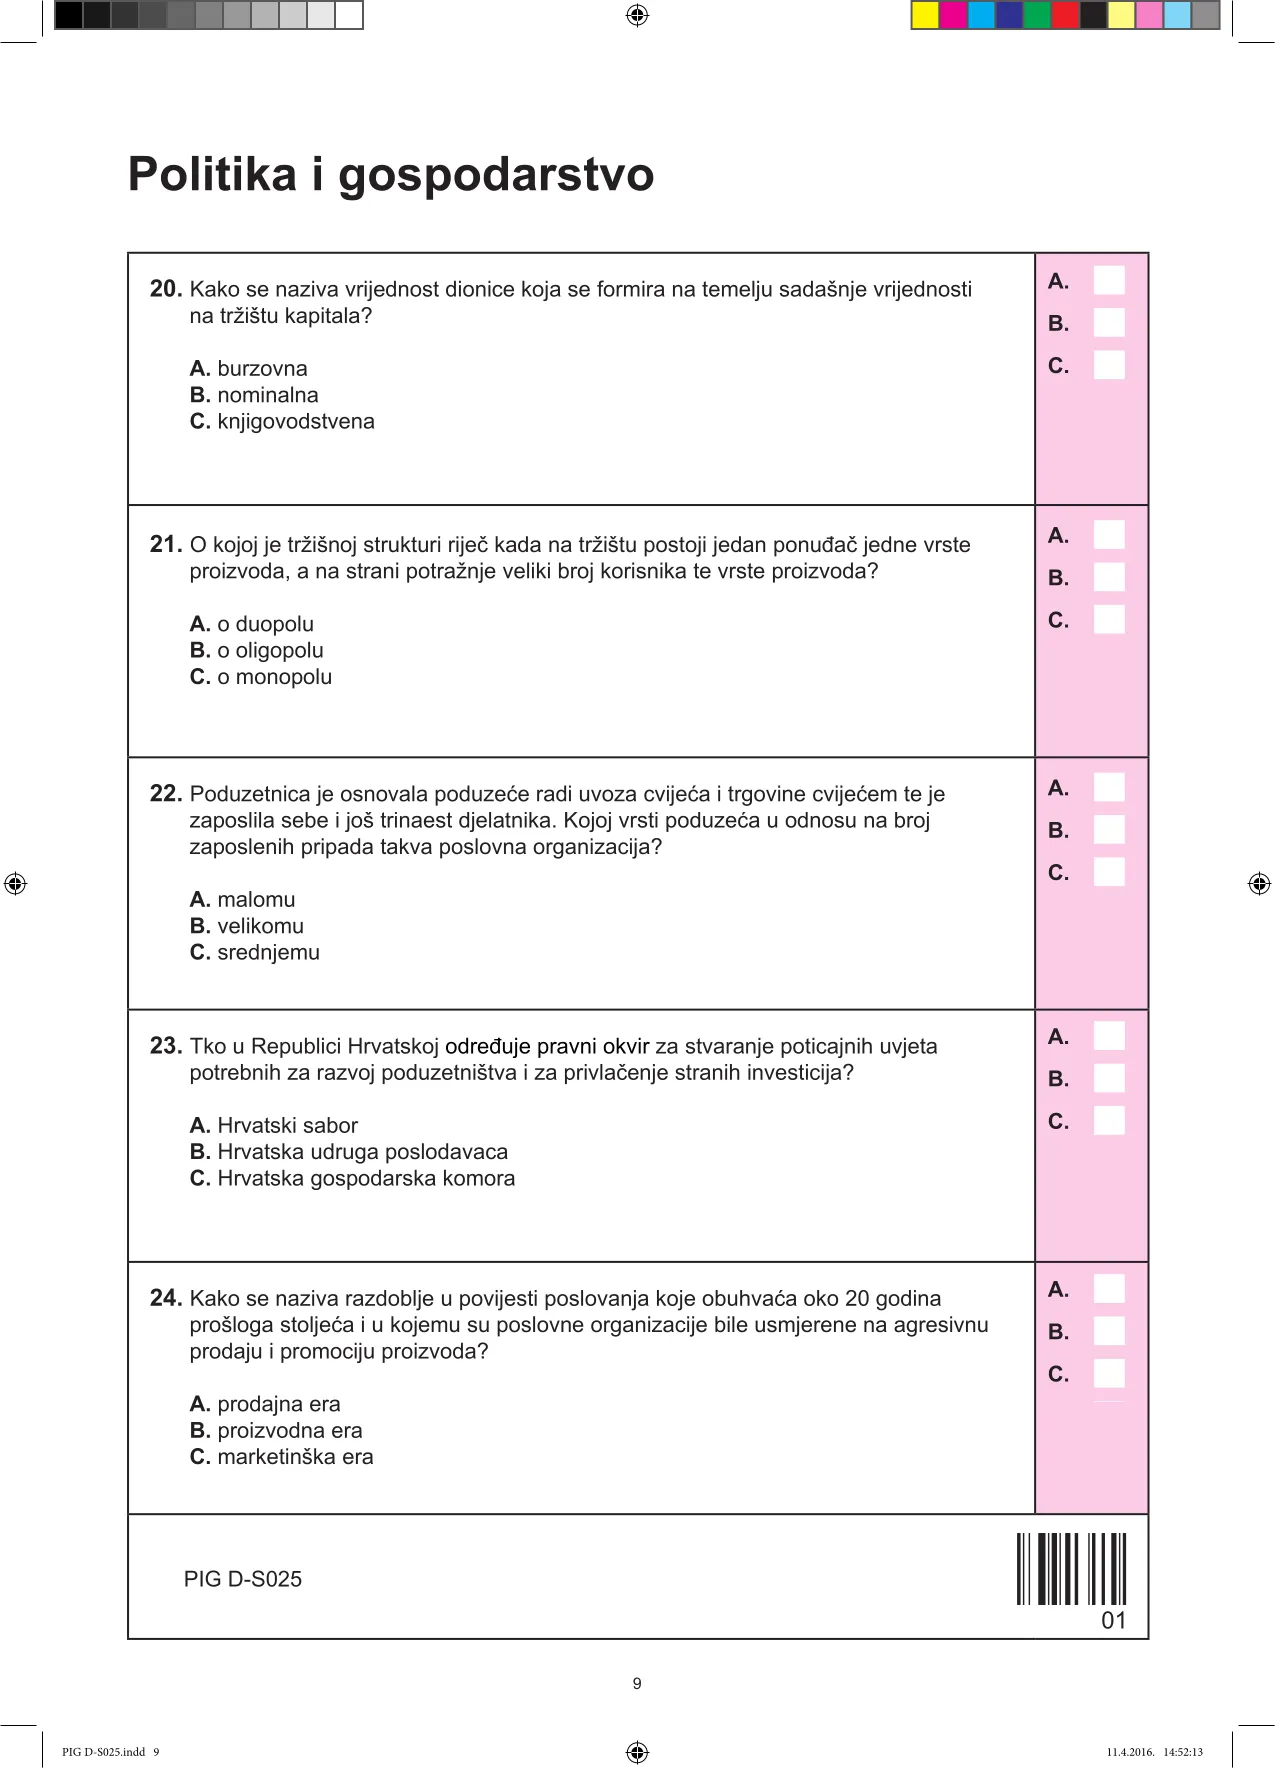 Politika i gospodarstvo
20. Kako se naziva vrijednost dionice koja se formira na temelju sadašnje vrijednosti
na tržištu kapitala?
A. burzovna
B. nominalna
C. knjigovodstvena
A.
B.
C.
21. O kojoj je tržišnoj strukturi riječ kada na tržištu postoji jedan ponuđač jedne vrste
proizvoda, a na strani potražnje veliki broj korisnika te vrste proizvoda?
A. o duopolu
B. o oligopolu
C. o monopolu
A.
B.
C.
22. Poduzetnica je osnovala poduzeće radi uvoza cvijeća i trgovine cvijećem te je
zaposlila sebe i još trinaest djelatnika. Kojoj vrsti poduzeća u odnosu na broj
zaposlenih pripada takva poslovna organizacija?
A. malomu
B. velikomu
C. srednjemu
A.
B.
C.
23. Tko u Republici Hrvatskoj određuje pravni okvir za stvaranje poticajnih uvjeta
potrebnih za razvoj poduzetništva i za privlačenje stranih investicija?
A. Hrvatski sabor
B. Hrvatska udruga poslodavaca
C. Hrvatska gospodarska komora
A.
B.
C.
24. Kako se naziva razdoblje u povijesti poslovanja koje obuhvaća oko 20 godina
prošloga stoljeća i u kojemu su poslovne organizacije bile usmjerene na agresivnu
prodaju i promociju proizvoda?
A. prodajna era
B. proizvodna era
C. marketinška era
A.
B.
C.
PIG D-S025
01
9
PIG D-S025.indd 9
11.4.2016. 14:52:13